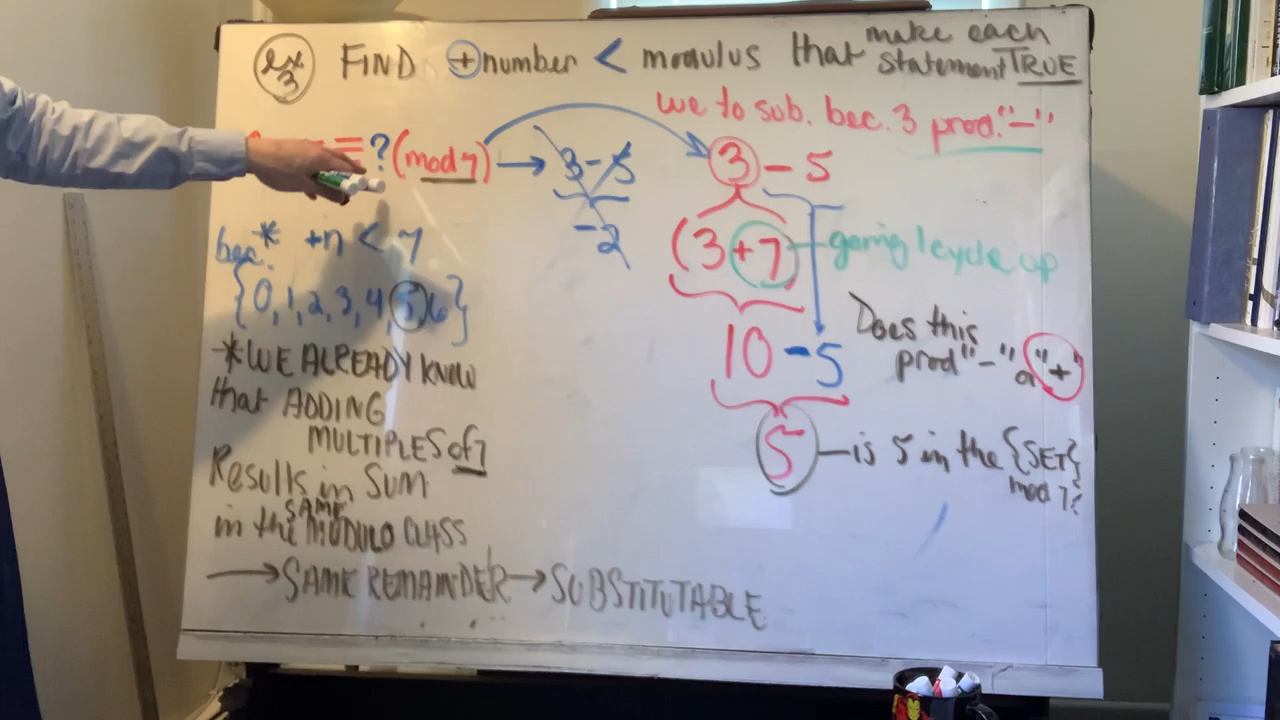 ex 3 FIND + number < modulus that make each statement TRUE
we to sub. bec. 3 prod. "-"
≡ ? (mod 7) → 3 - 5
-2
3 - 5
(3 + 7 going 1 cycle up
10 - 5
Does this prod "-" a "+"
5 - is 5 in the {SET} mod 7?
bec.* +n < 7
{0, 1, 2, 3, 4, 5, 6}
*WE ALREADY KNOW
that ADDING
MULTIPLES of 7
Results in SUM
in the SAME MODULO CLASS
→ SAME REMAINDER → SUBSTITUTABLE